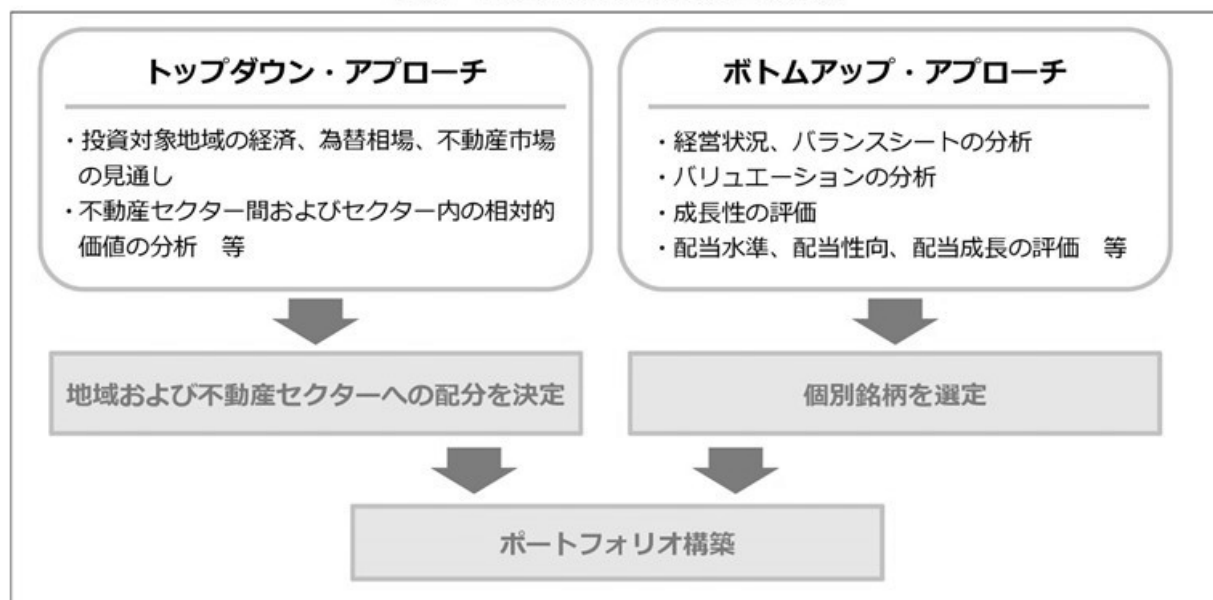 トップダウン・アプローチ
・投資対象地域の経済、為替相場、不動産市場
の見通し
・不動産セクター間およびセクター内の相対的
価値の分析　等
ボトムアップ・アプローチ
・経営状況、バランスシートの分析
・バリュエーションの分析
・成長性の評価
・配当水準、配当性向、配当成長の評価　等
地域および不動産セクターへの配分を決定
個別銘柄を選定
ポートフォリオ構築